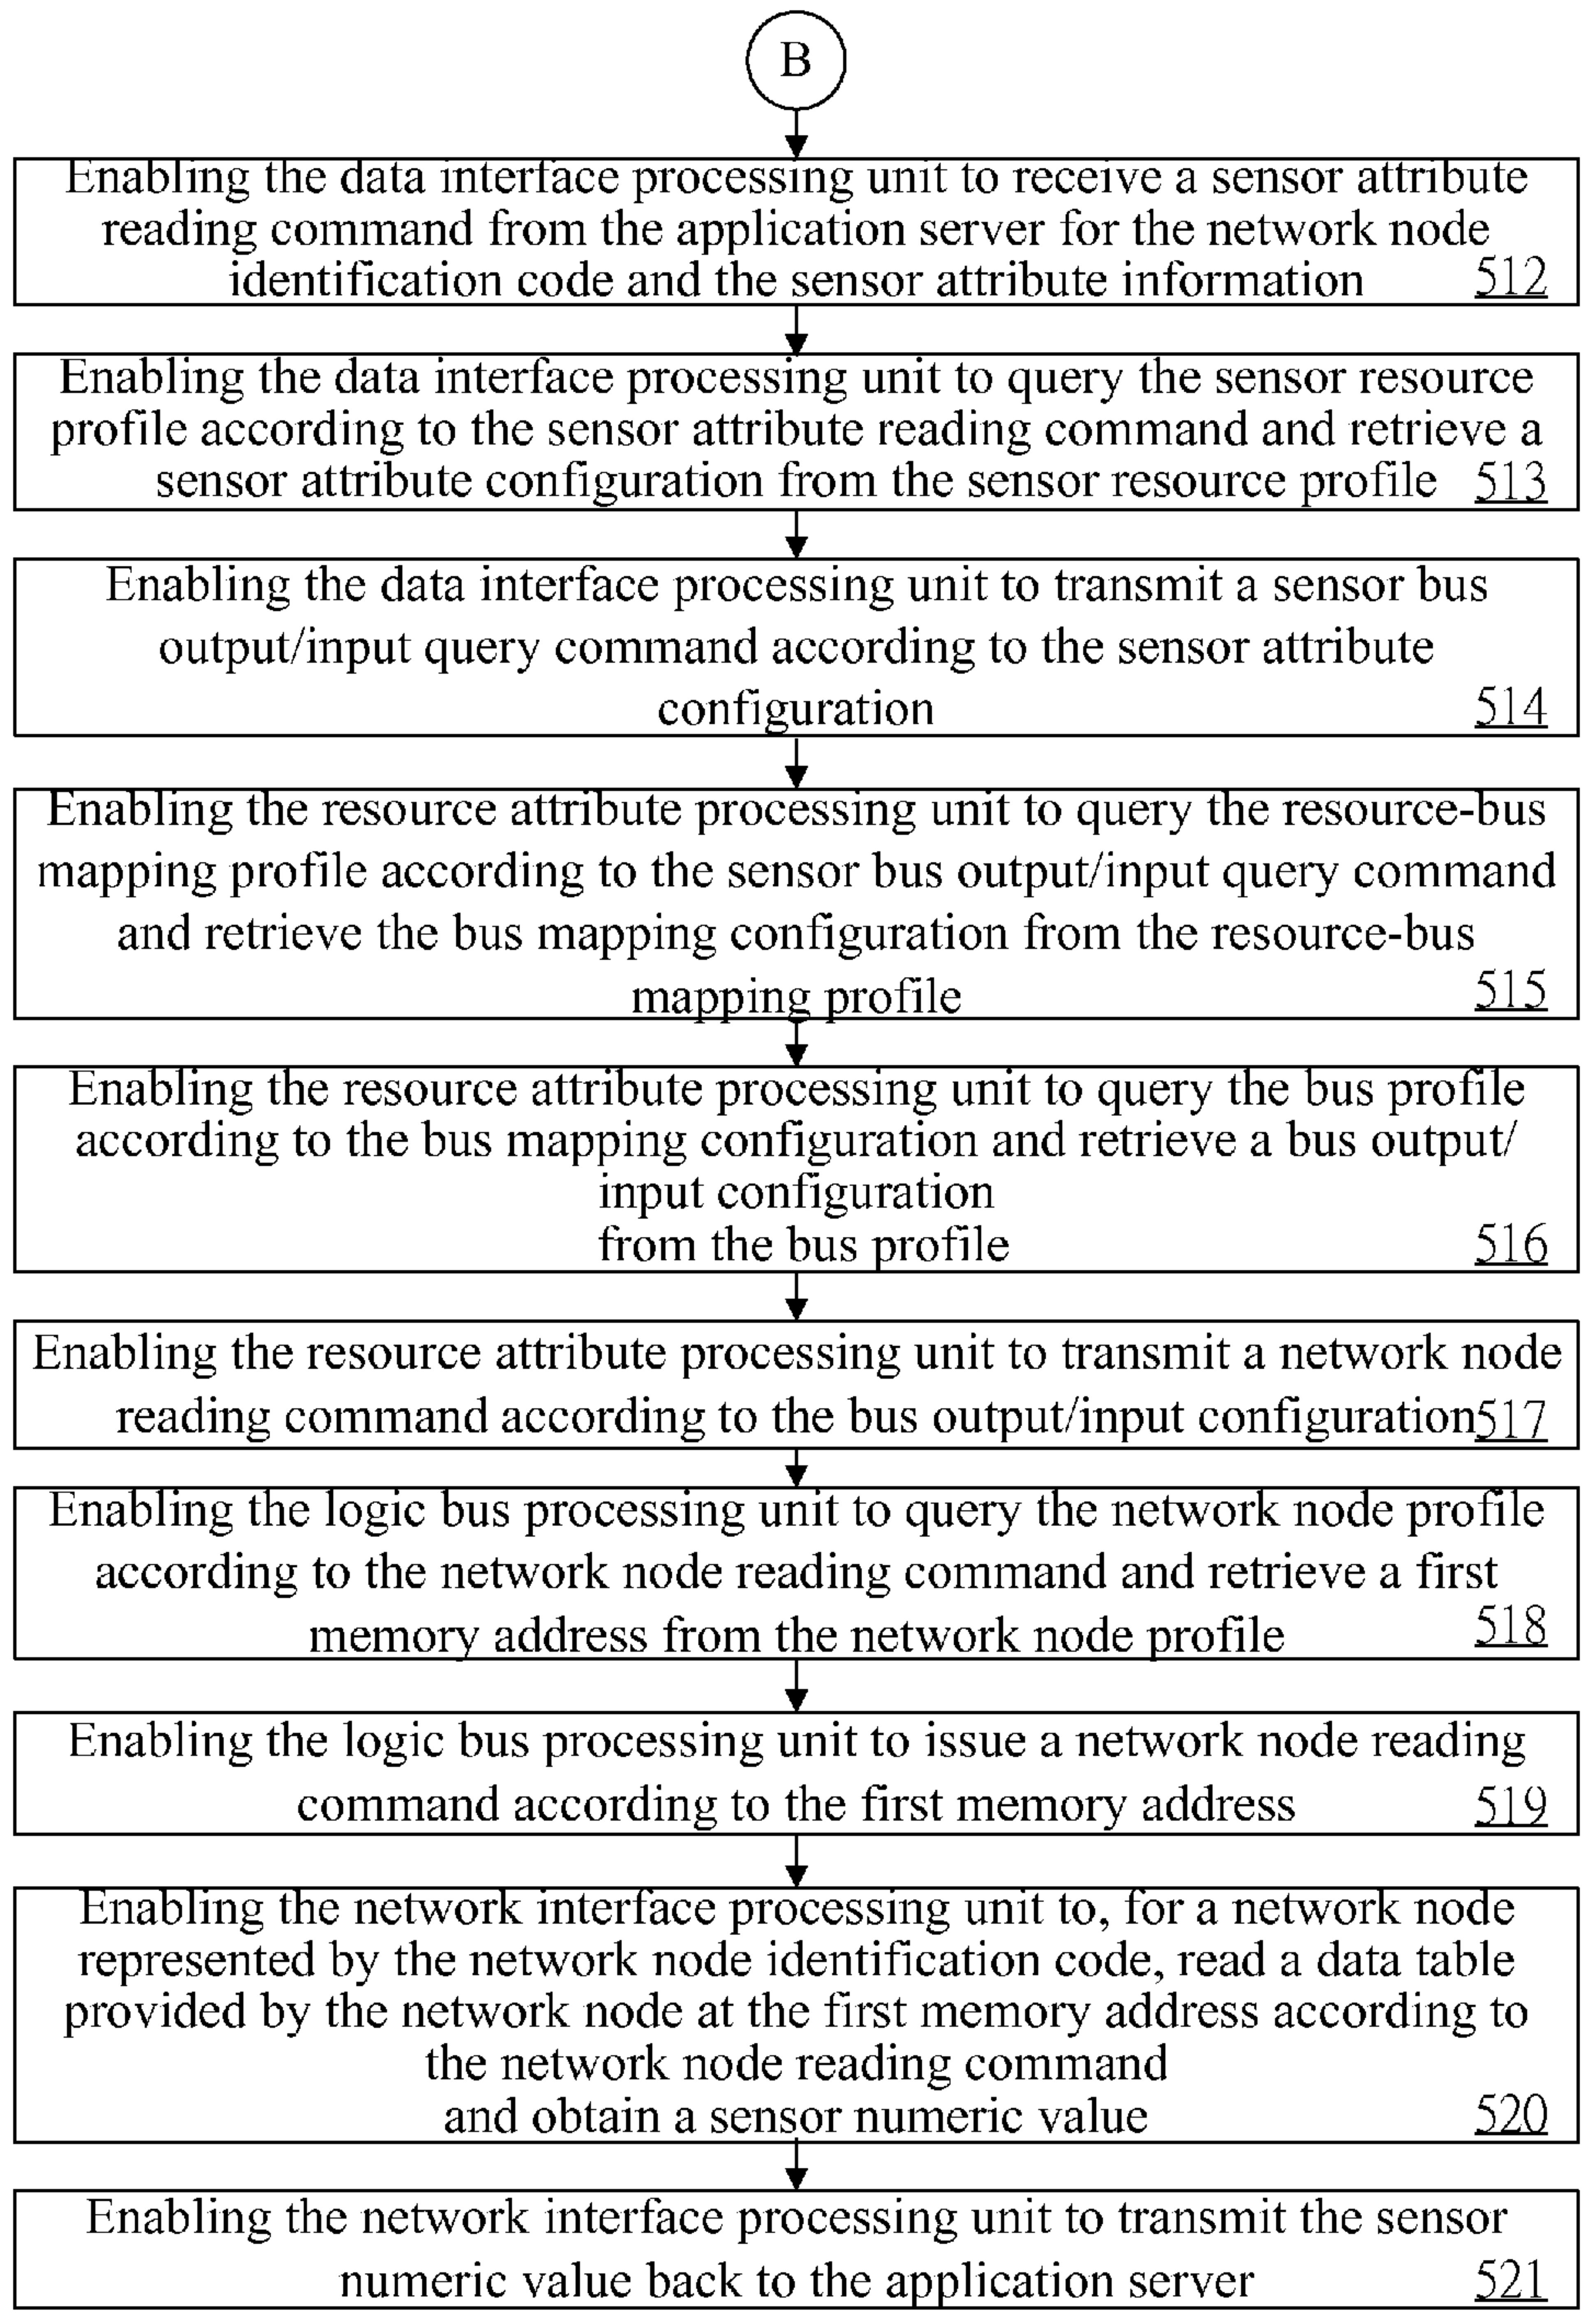 B
Enabling the data interface processing unit to receive a sensor attribute
reading command from the application server for the network node
identification code and the sensor attribute information 512
Enabling the data interface processing unit to query the sensor resource
profile according to the sensor attribute reading command and retrieve a
sensor attribute configuration from the sensor resource profile 513
Enabling the data interface processing unit to transmit a sensor bus
output/input query command according to the sensor attribute
configuration 514
Enabling the resource attribute processing unit to query the resource-bus
mapping profile according to the sensor bus output/input query command
and retrieve the bus mapping configuration from the resource-bus
mapping profile 515
Enabling the resource attribute processing unit to query the bus profile
according to the bus mapping configuration and retrieve a bus output/
input configuration
from the bus profile 516
Enabling the resource attribute processing unit to transmit a network node
reading command according to the bus output/input configuration 517
Enabling the logic bus processing unit to query the network node profile
according to the network node reading command and retrieve a first
memory address from the network node profile 518
Enabling the logic bus processing unit to issue a network node reading
command according to the first memory address 519
Enabling the network interface processing unit to, for a network node
represented by the network node identification code, read a data table
provided by the network node at the first memory address according to
the network node reading command
and obtain a sensor numeric value 520
Enabling the network interface processing unit to transmit the sensor
numeric value back to the application server 521